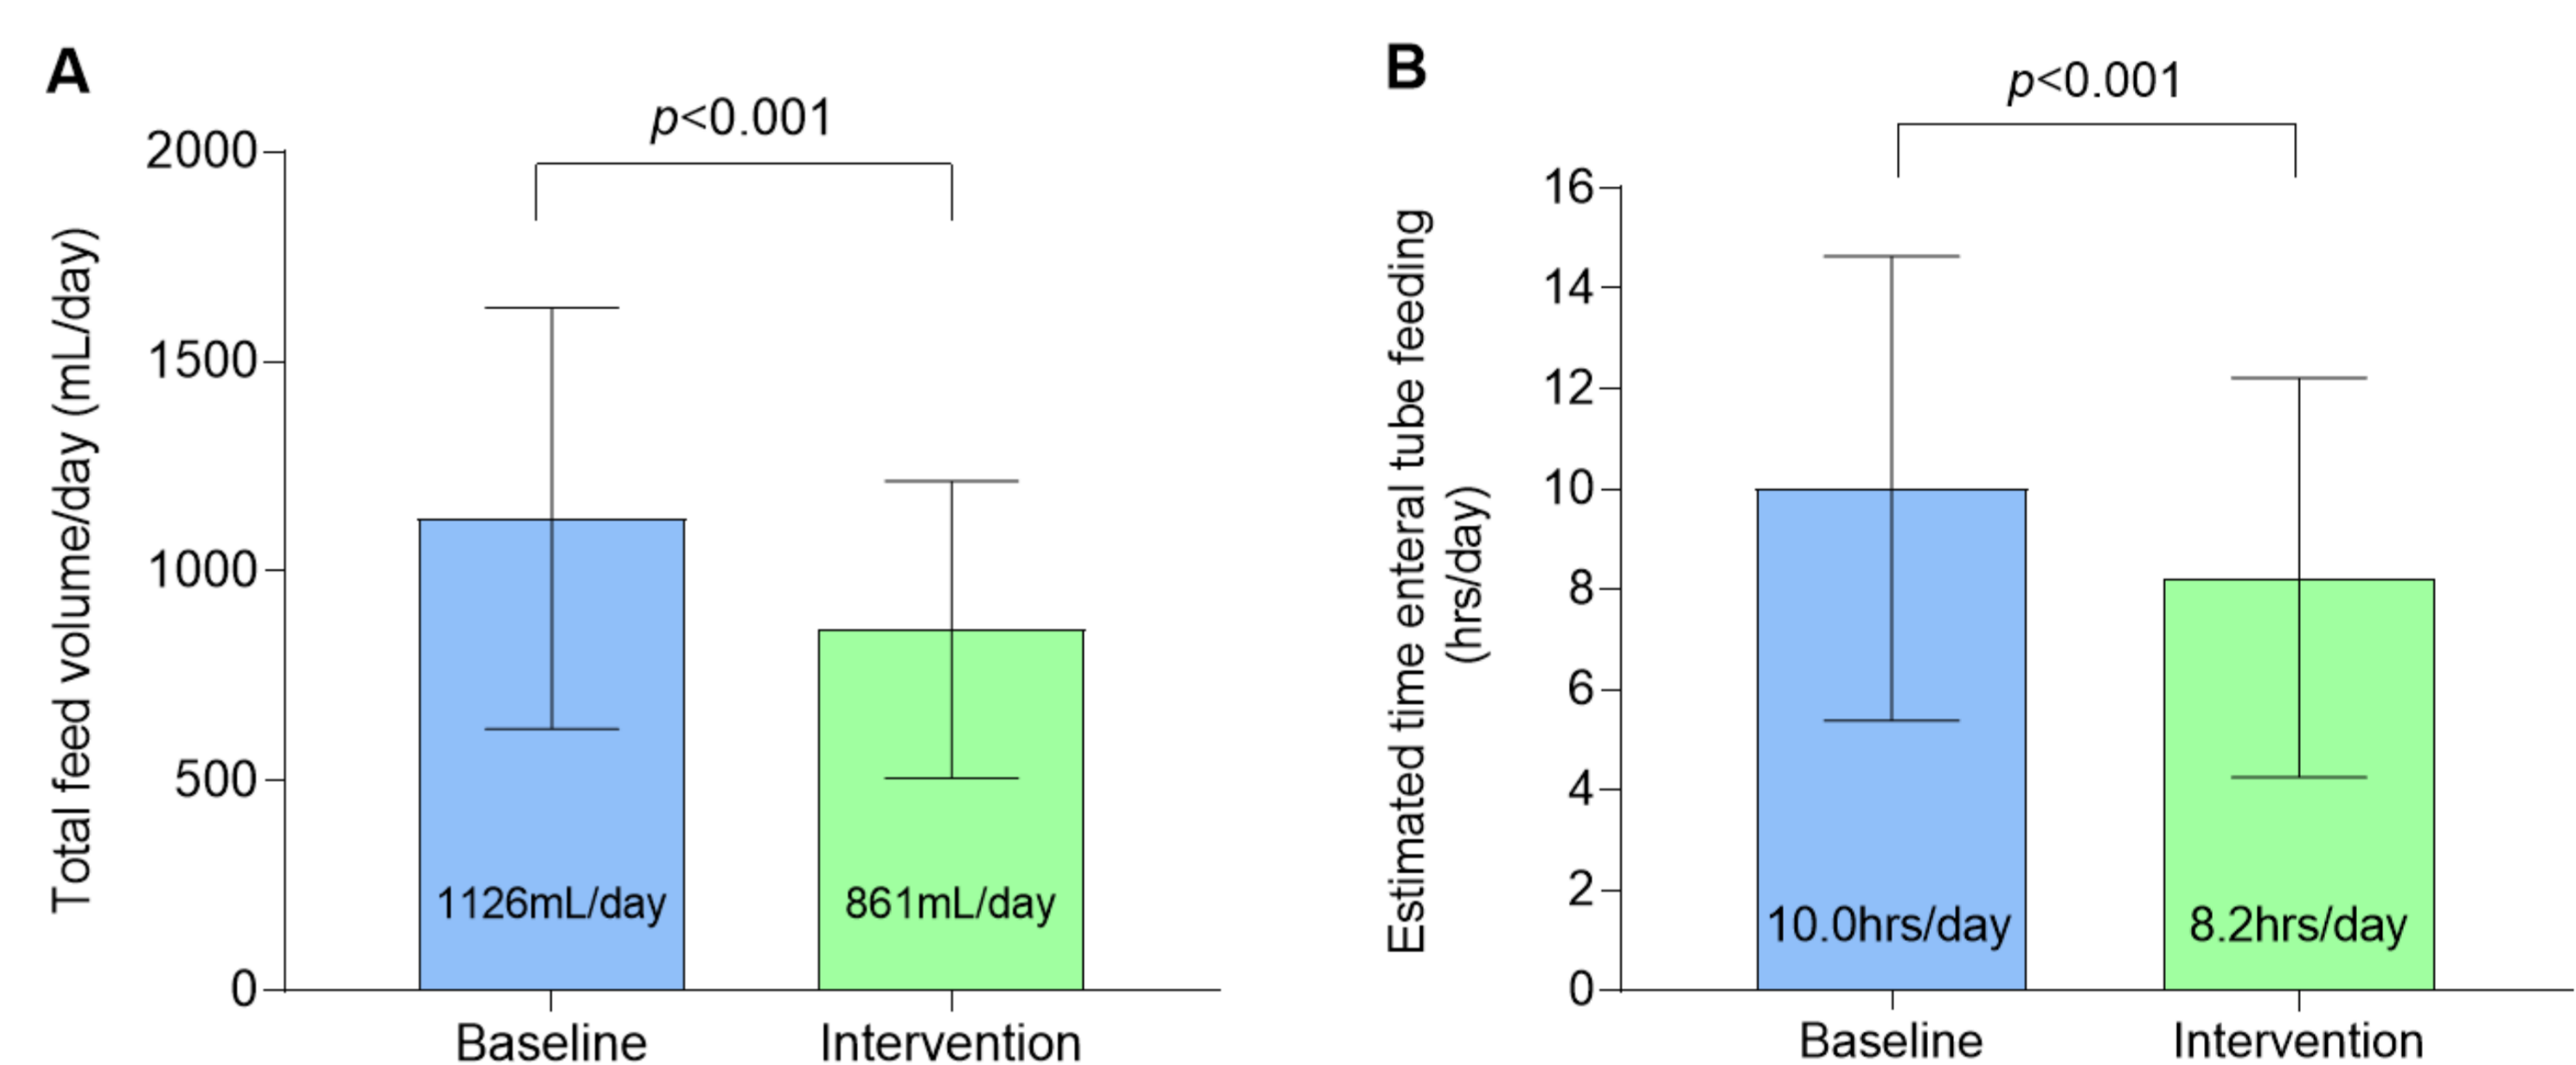 A
p<0.001
Total feed volume/day (mL/day)
2000
1500
1000
500
0
1126mL/day
861mL/day
Baseline
Intervention
B
p<0.001
Estimated time enteral tube feeding
(hrs/day)
16
14
12
10
8
6
4
2
0
10.0hrs/day
8.2hrs/day
Baseline
Intervention